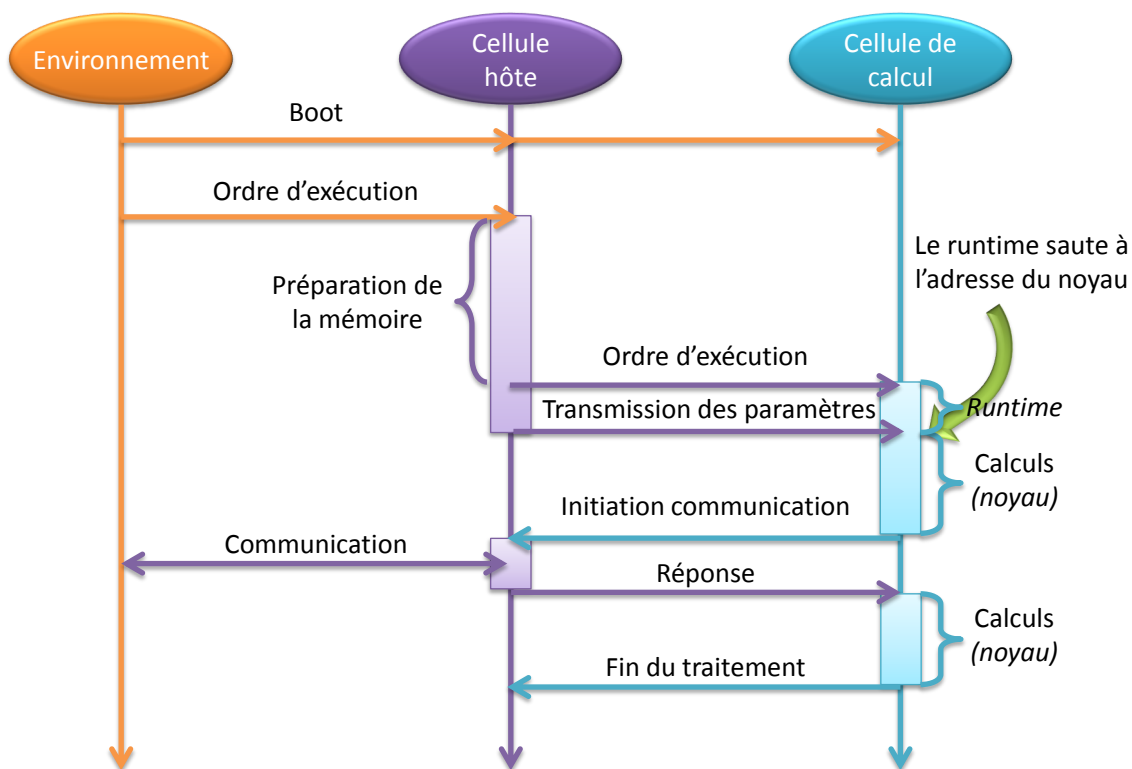 Environnement
Cellule
hôte
Cellule de
calcul
Boot
Ordre d'exécution
Le runtime saute à
l'adresse du noyau
Préparation de
la mémoire
Ordre d'exécution
Transmission des paramètres
Runtime
Calculs
(noyau)
Initiation communication
Communication
Réponse
Calculs
(noyau)
Fin du traitement